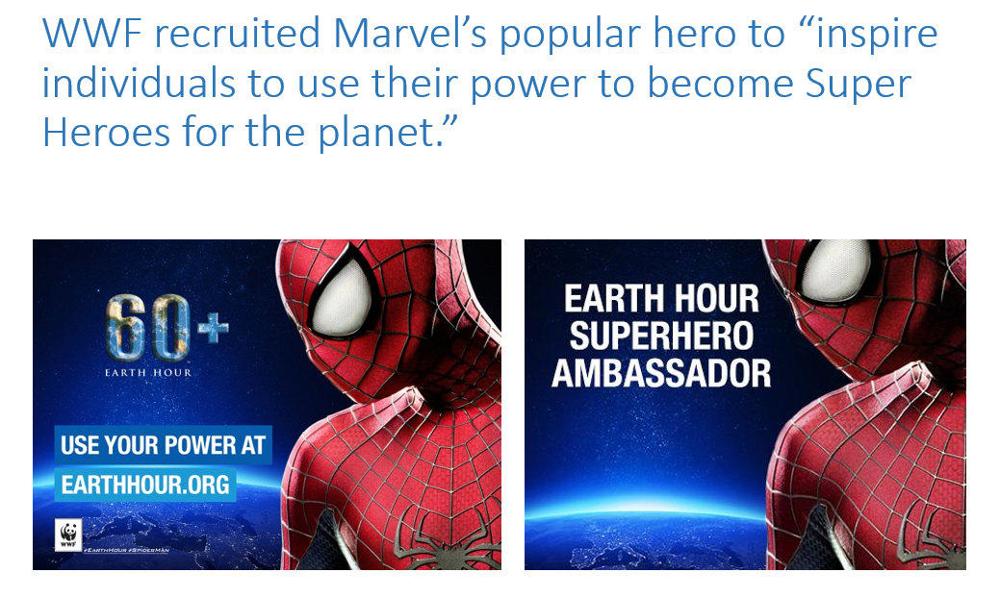 WWF recruited Marvel’s popular hero to “inspire
individuals to use their power to become Super
Heroes for the planet.”
60+
EARTH HOUR
USE YOUR POWER AT
EARTHHOUR.ORG
WWF
#EARTHHOUR #SPIDERMAN
EARTH HOUR
SUPERHERO
AMBASSADOR